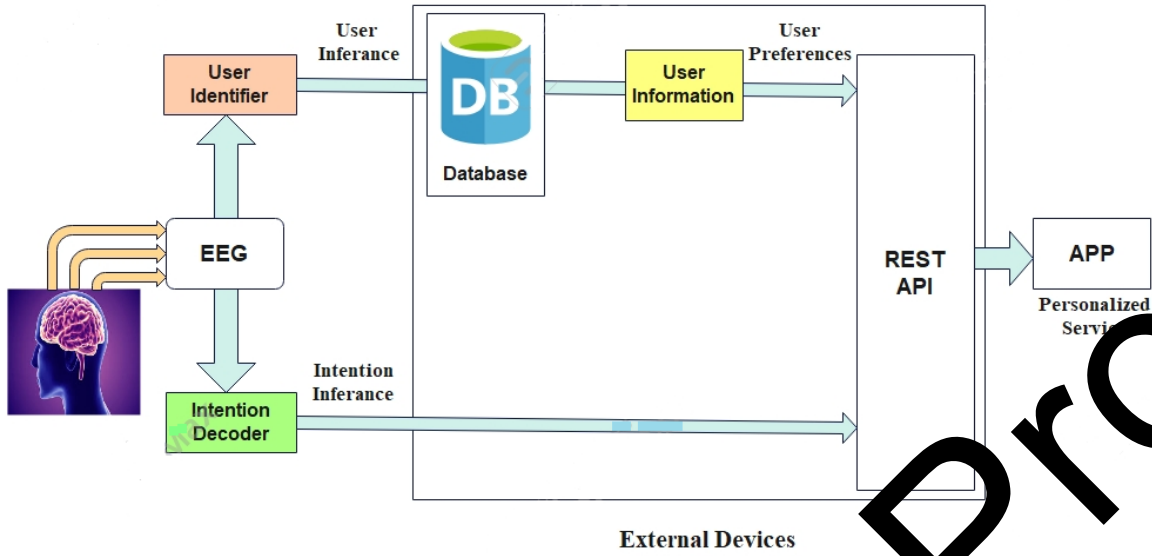 User
Inferance
User
Preferences
User
Identifier
DB
Database
User
Information
EEG
REST
API
APP
Personalized
Intention
Inferance
Intention
Decoder
External Devices
Pro